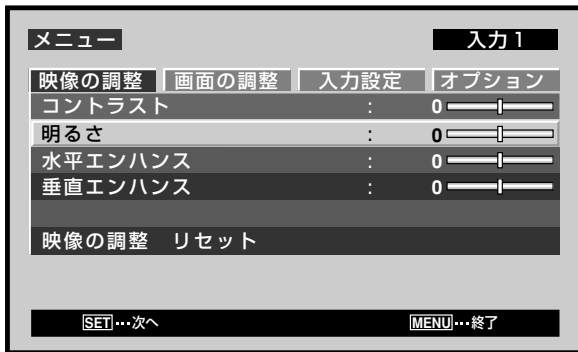 メニュー 入力1
映像の調整 画面の調整 入力設定 オプション
コントラスト : 0
明るさ : 0
水平エンハンス : 0
垂直エンハンス : 0
映像の調整 リセット
SET…次へ MENU…終了